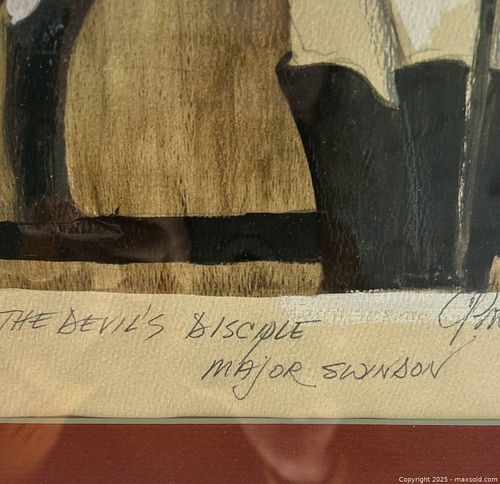 THE DEVIL'S DISCIPLE
MAJOR SWINDON
Copyright 2025 - maxsold.com